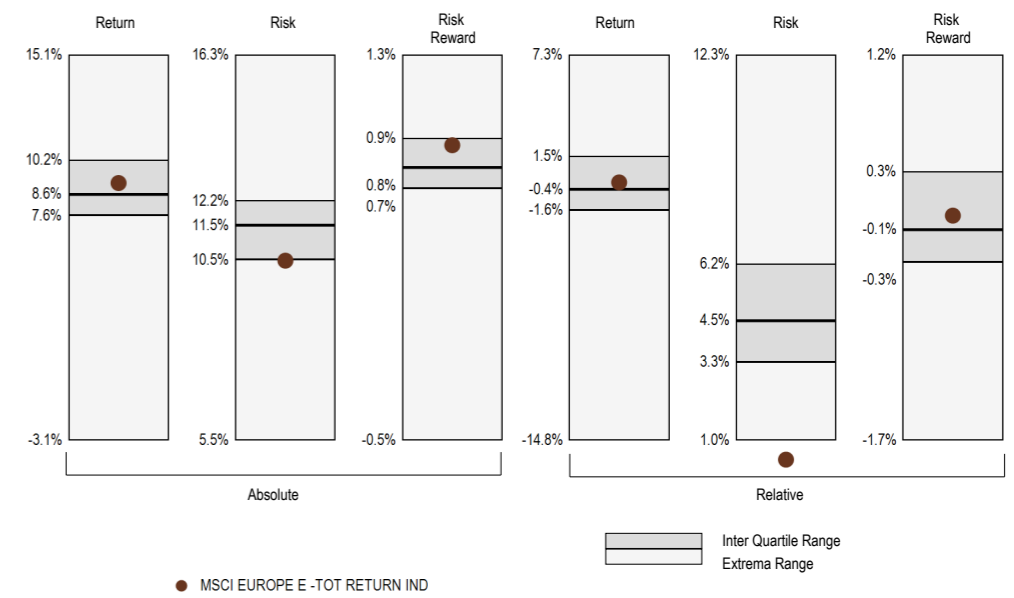 Return
Risk
Risk
Reward
Return
Risk
Risk
Reward
15.1%
16.3%
1.3%
7.3%
12.3%
1.2%
10.2%
8.6%
7.6%
12.2%
11.5%
10.5%
0.9%
0.8%
0.7%
1.5%
-0.4%
-1.6%
6.2%
4.5%
3.3%
0.3%
-0.1%
-0.3%
-3.1%
5.5%
-0.5%
-14.8%
1.0%
-1.7%
Absolute
Relative
Inter Quartile Range
Extrema Range
MSCI EUROPE E -TOT RETURN IND